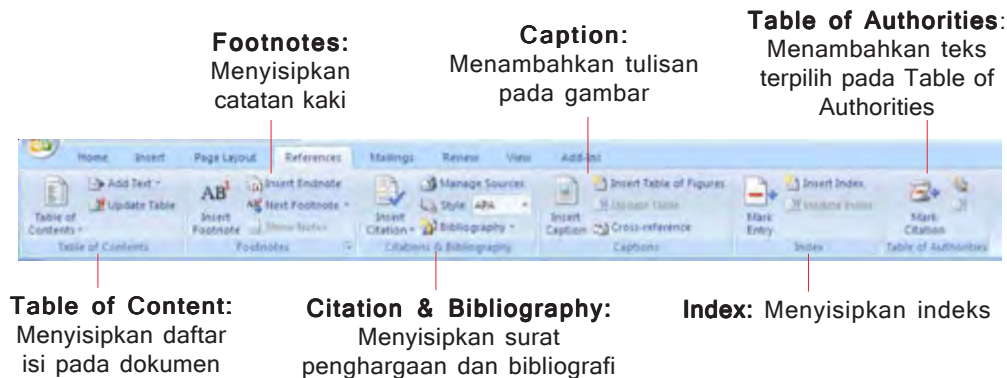 Footnotes:
Menyisipkan
catatan kaki
Caption:
Menambahkan tulisan
pada gambar
Table of Authorities:
Menambahkan teks
terpilih pada Table of
Authorities
Home Insert Page Layout References Mailings Review View Add-Ins
Table of
Contents
Add Text
Update Table
Table of Contents
AB1
Insert
Footnote
Insert Endnote
Next Footnote
Show Notes
Footnotes
Insert
Citation
Manage Sources
Style: APA
Bibliography
Citations & Bibliography
Insert
Caption
Insert Table of Figures
Update Table
Cross-reference
Captions
Mark
Entry
Insert Index
Update Index
Index
Mark
Citation
Table of Authorities
Table of Content:
Menyisipkan daftar
isi pada dokumen
Citation & Bibliography:
Menyisipkan surat
penghargaan dan bibliografi
Index: Menyisipkan indeks